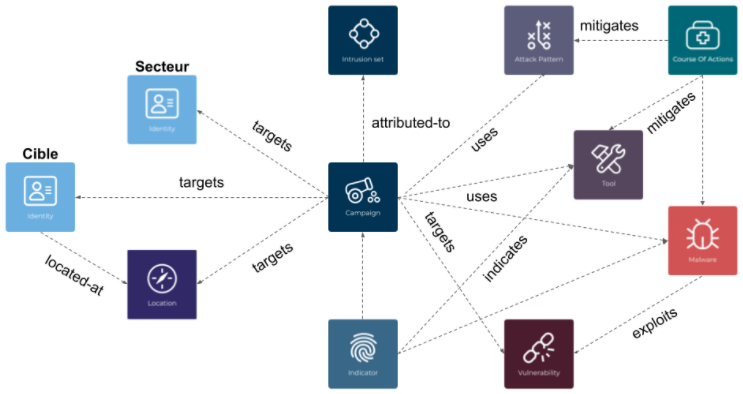 Intrusion set
Attack Pattern
mitigates
Course Of Actions
Secteur
Identity
targets
attributed-to
uses
mitigates
Tool
Cible
Identity
targets
Campaign
uses
targets
Malware
located-at
Location
targets
indicates
exploits
Indicator
Vulnerability